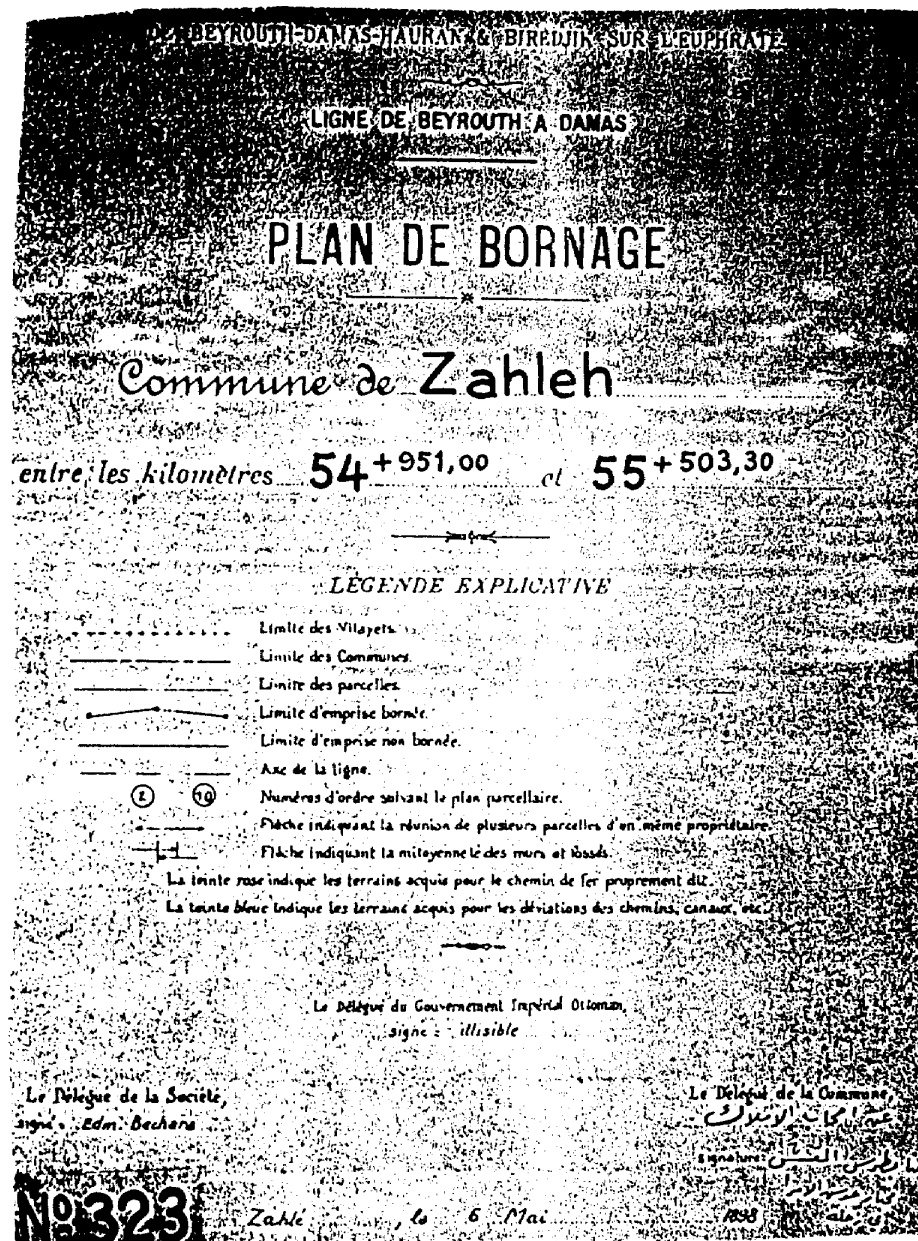 DE BEYROUTH-DAMAS-HAURAN & BIREDJIK SUR L'EUPHRATE
LIGNE DE BEYROUTH A DAMAS
PLAN DE BORNAGE
Commune de Zahleh
entre les kilomètres 54+951,00 et 55+503,30
LÉGENDE EXPLICATIVE
Limite des Vilayets.
Limite des Communes.
Limite des parcelles.
Limite d'emprise bornée.
Limite d'emprise non bornée.
Axe de la ligne.
2 10 Numéros d'ordre suivant le plan parcellaire.
Flèche indiquant la réunion de plusieurs parcelles d'un même propriétaire.
Flèche indiquant la mitoyenneté des murs et fossés.
La teinte rose indique les terrains acquis pour le chemin de fer proprement dit.
La teinte bleue indique les terrains acquis pour les déviations des chemins, canaux, etc.
Le Délégué du Gouvernement Impérial Ottoman,
signé : illisible
Le Délégué de la Société,
signé : Edm. Bechara
Le Délégué de la Commune,
signature:
No 323
Zahlé, le 6 Mai 1898